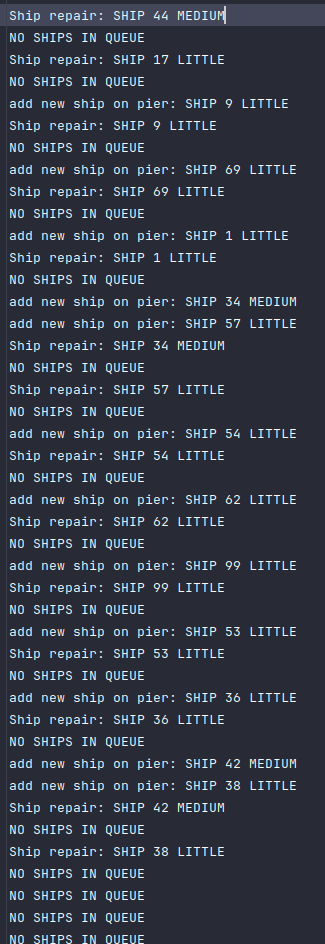 Ship repair: SHIP 44 MEDIUM
NO SHIPS IN QUEUE
Ship repair: SHIP 17 LITTLE
NO SHIPS IN QUEUE
add new ship on pier: SHIP 9 LITTLE
Ship repair: SHIP 9 LITTLE
NO SHIPS IN QUEUE
add new ship on pier: SHIP 69 LITTLE
Ship repair: SHIP 69 LITTLE
NO SHIPS IN QUEUE
add new ship on pier: SHIP 1 LITTLE
Ship repair: SHIP 1 LITTLE
NO SHIPS IN QUEUE
add new ship on pier: SHIP 34 MEDIUM
add new ship on pier: SHIP 57 LITTLE
Ship repair: SHIP 34 MEDIUM
NO SHIPS IN QUEUE
Ship repair: SHIP 57 LITTLE
NO SHIPS IN QUEUE
add new ship on pier: SHIP 54 LITTLE
Ship repair: SHIP 54 LITTLE
NO SHIPS IN QUEUE
add new ship on pier: SHIP 62 LITTLE
Ship repair: SHIP 62 LITTLE
NO SHIPS IN QUEUE
add new ship on pier: SHIP 99 LITTLE
Ship repair: SHIP 99 LITTLE
NO SHIPS IN QUEUE
add new ship on pier: SHIP 53 LITTLE
Ship repair: SHIP 53 LITTLE
NO SHIPS IN QUEUE
add new ship on pier: SHIP 36 LITTLE
Ship repair: SHIP 36 LITTLE
NO SHIPS IN QUEUE
add new ship on pier: SHIP 42 MEDIUM
add new ship on pier: SHIP 38 LITTLE
Ship repair: SHIP 42 MEDIUM
NO SHIPS IN QUEUE
Ship repair: SHIP 38 LITTLE
NO SHIPS IN QUEUE
NO SHIPS IN QUEUE
NO SHIPS IN QUEUE
NO SHIPS IN QUEUE